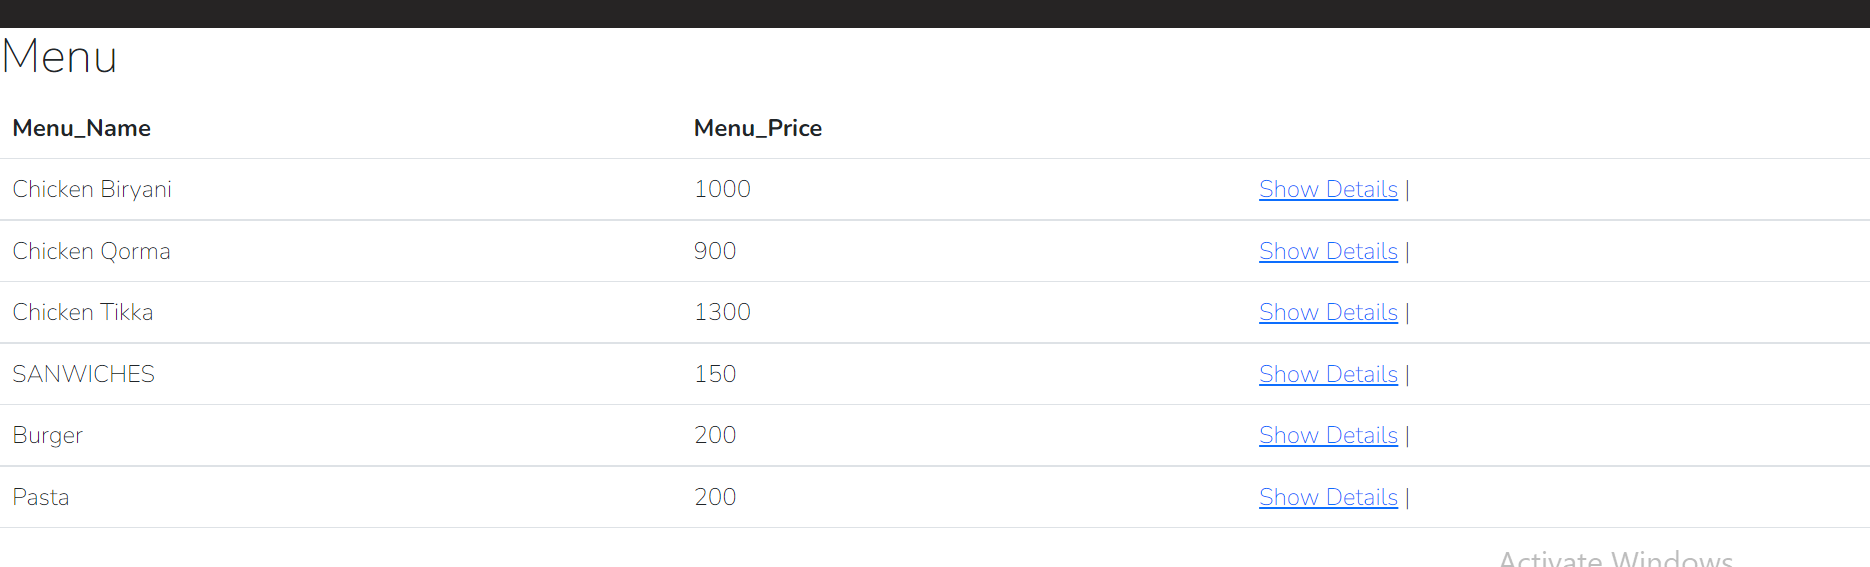 Menu
Menu_Name Menu_Price
Chicken Biryani 1000 Show Details |
Chicken Qorma 900 Show Details |
Chicken Tikka 1300 Show Details |
SANWICHES 150 Show Details |
Burger 200 Show Details |
Pasta 200 Show Details |
Activate Windows